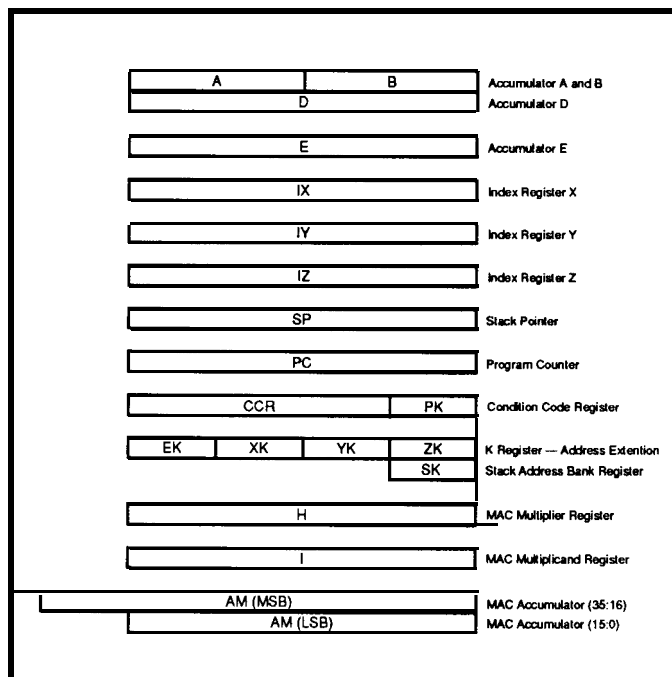 A B Accumulator A and B
D Accumulator D
E Accumulator E
IX Index Register X
IY Index Register Y
IZ Index Register Z
SP Stack Pointer
PC Program Counter
CCR PK Condition Code Register
EK XK YK ZK K Register — Address Extention
SK Stack Address Bank Register
H MAC Multiplier Register
I MAC Multiplicand Register
AM (MSB) MAC Accumulator (35:16)
AM (LSB) MAC Accumulator (15:0)